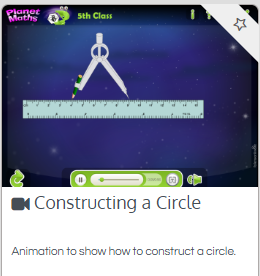 Planet
Maths
5th Class
Constructing a Circle
Animation to show how to construct a circle.